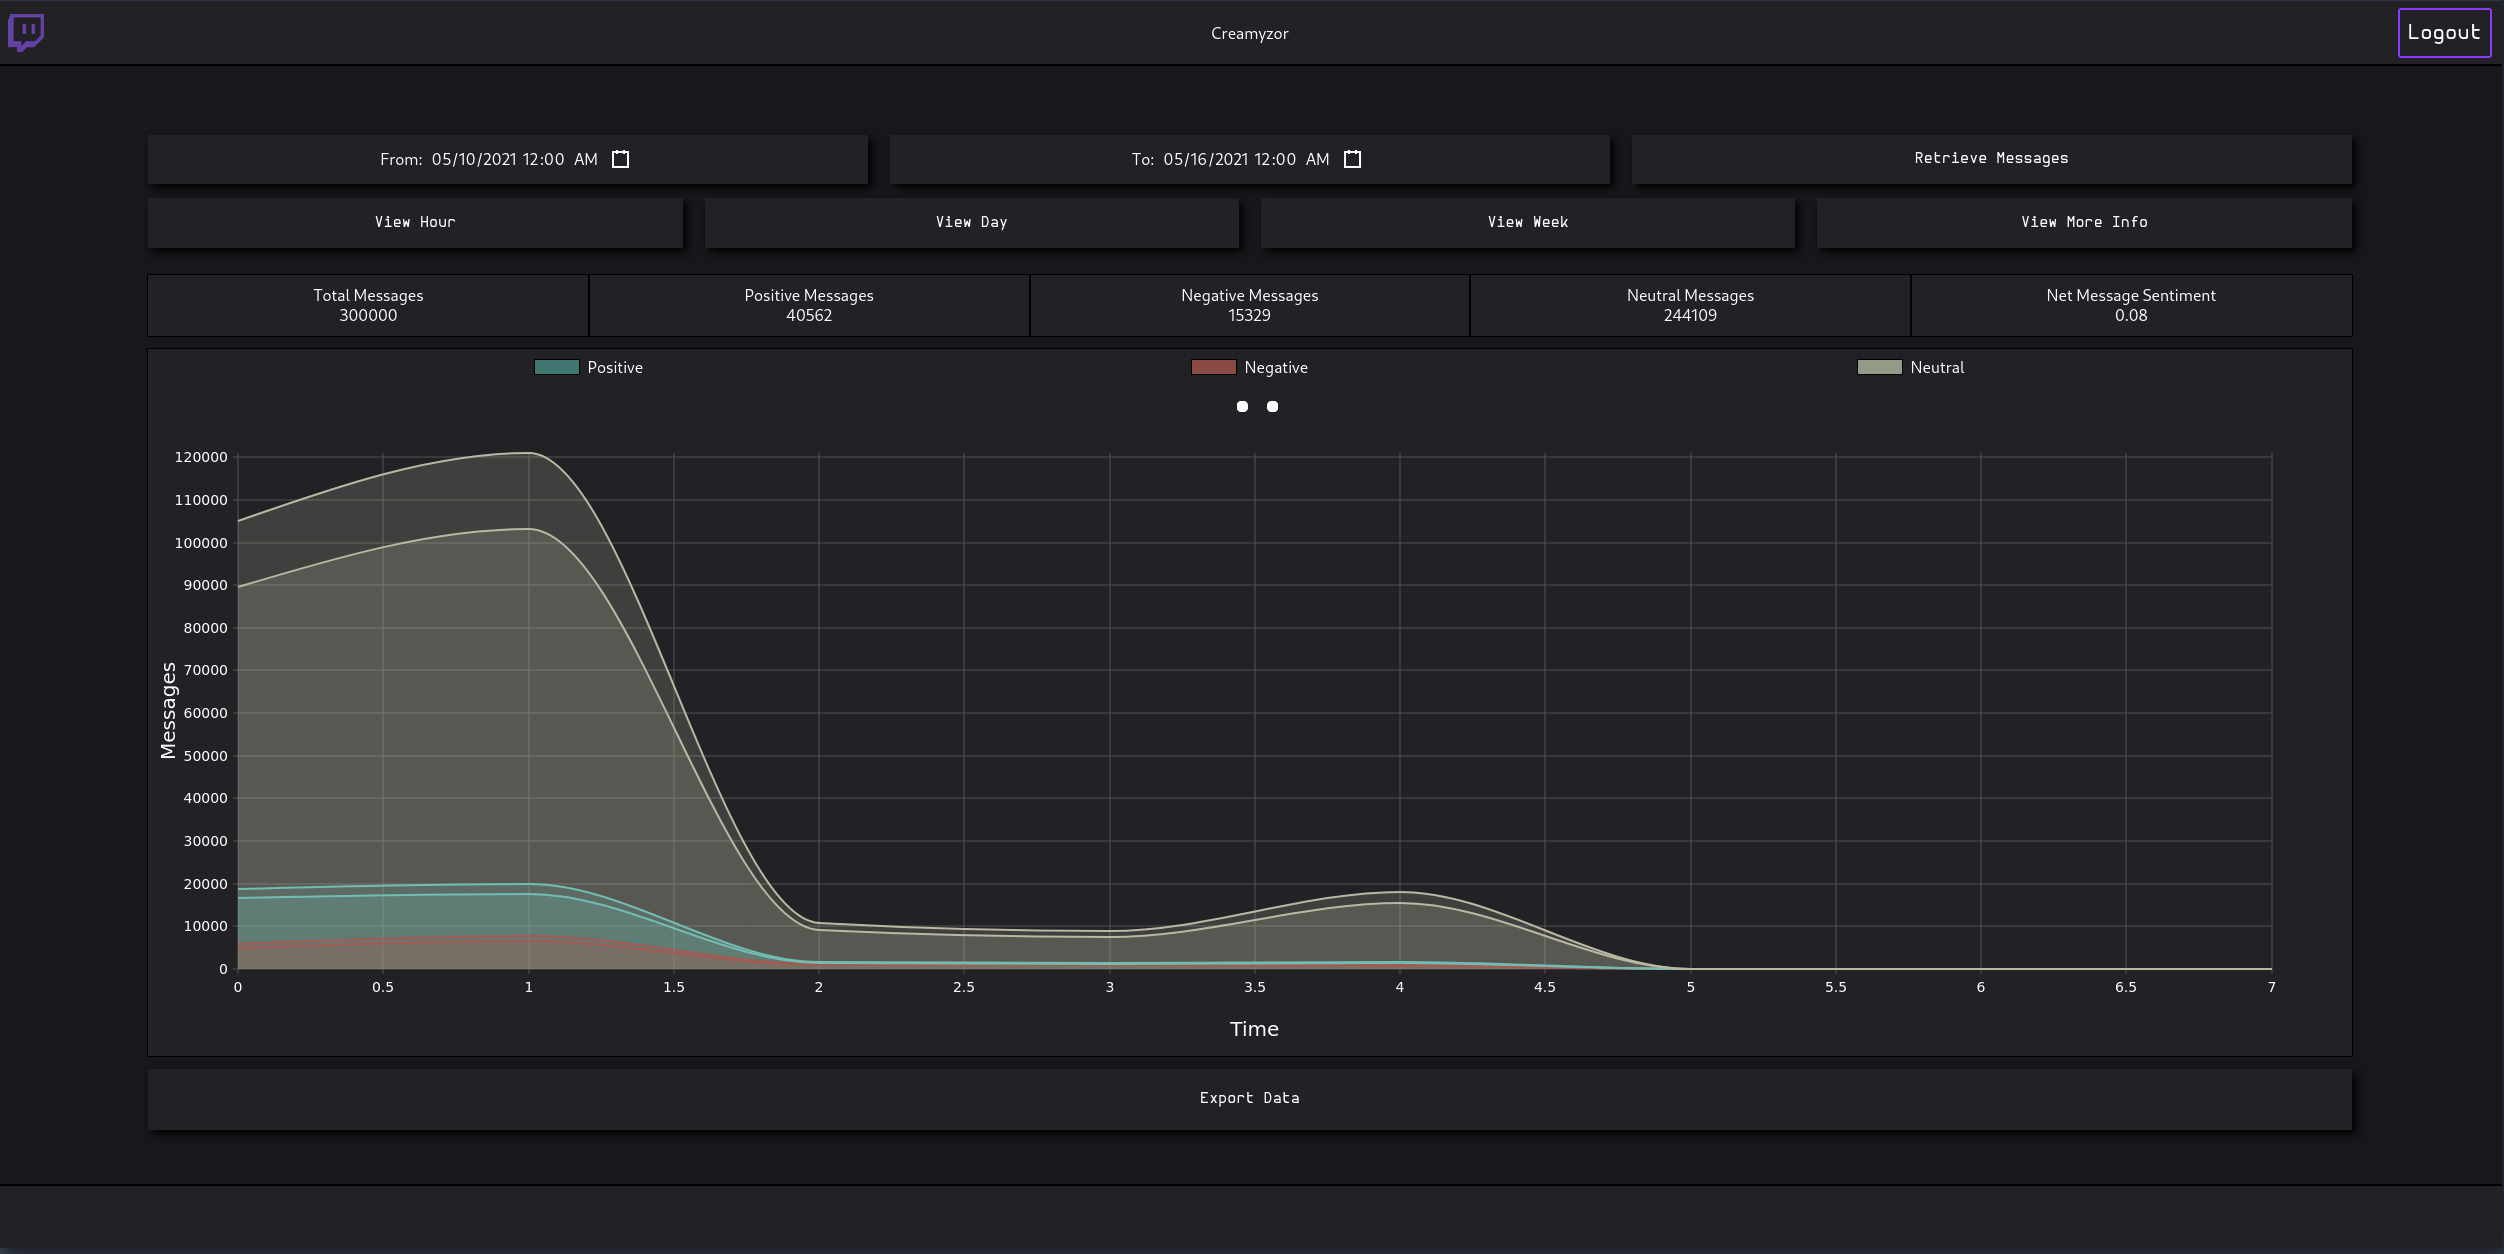 Creamyzor
Logout
From: 05/10/2021 12:00 AM
To: 05/16/2021 12:00 AM
Retrieve Messages
View Hour
View Day
View Week
View More Info
Total Messages
300000
Positive Messages
40562
Negative Messages
15329
Neutral Messages
244109
Net Message Sentiment
0.08
Positive
Negative
Neutral
120000
110000
100000
90000
80000
70000
60000
50000
40000
30000
20000
10000
0
Messages
0 0.5 1 1.5 2 2.5 3 3.5 4 4.5 5 5.5 6 6.5 7
Time
Export Data